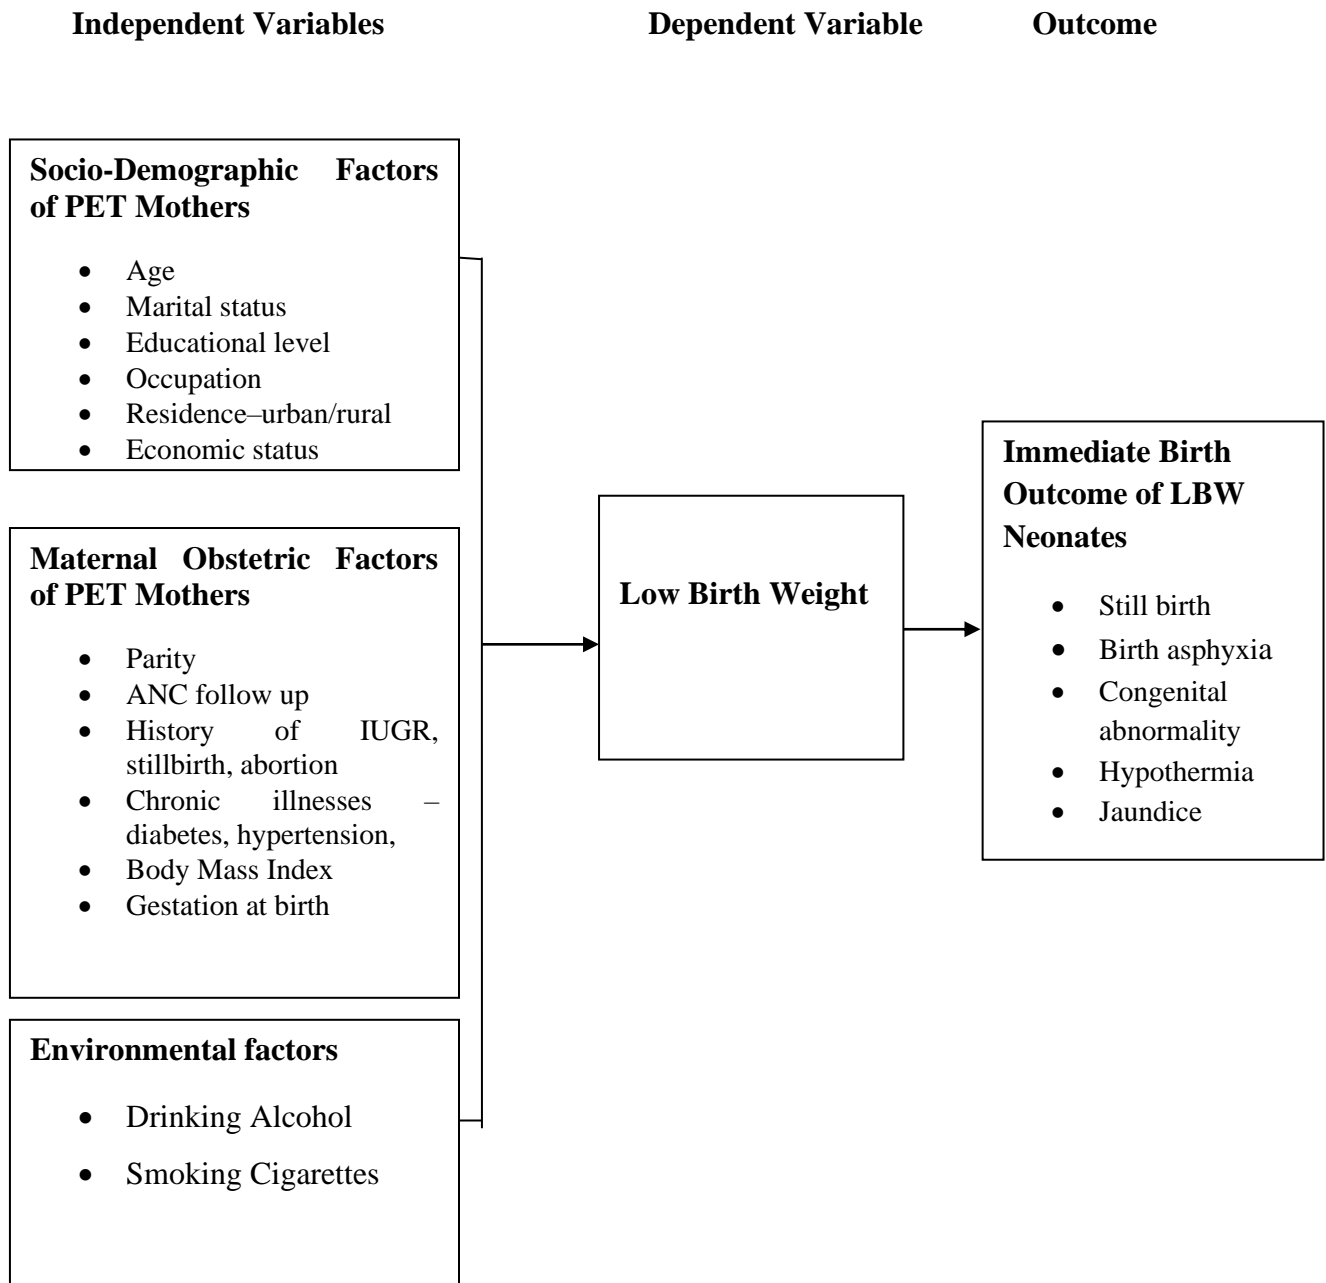 Independent Variables Dependent Variable Outcome
Socio-Demographic Factors
of PET Mothers
• Age
• Marital status
• Educational level
• Occupation
• Residence–urban/rural
• Economic status
Maternal Obstetric Factors
of PET Mothers
• Parity
• ANC follow up
• History of IUGR,
stillbirth, abortion
• Chronic illnesses –
diabetes, hypertension,
• Body Mass Index
• Gestation at birth
Environmental factors
• Drinking Alcohol
• Smoking Cigarettes
Low Birth Weight
Immediate Birth
Outcome of LBW
Neonates
• Still birth
• Birth asphyxia
• Congenital
abnormality
• Hypothermia
• Jaundice